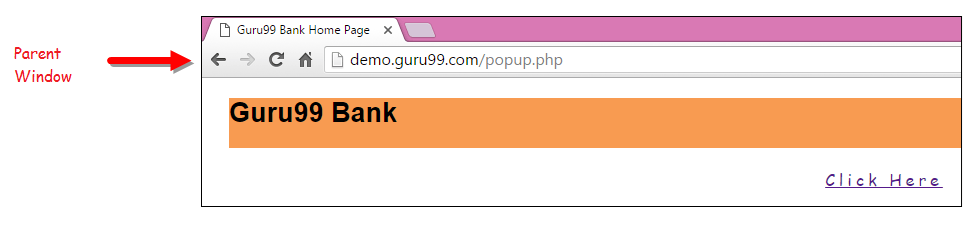 Guru99 Bank Home Page
Parent
Window
demo.guru99.com/popup.php
Guru99 Bank
Click Here